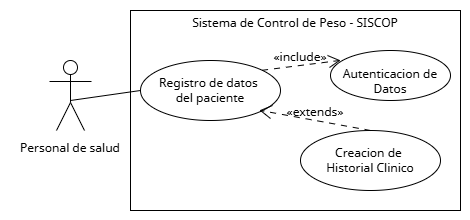 Sistema de Control de Peso - SISCOP
«include»
Registro de datos
del paciente
Autenticacion de
Datos
«extends»
Personal de salud
Creacion de
Historial Clinico